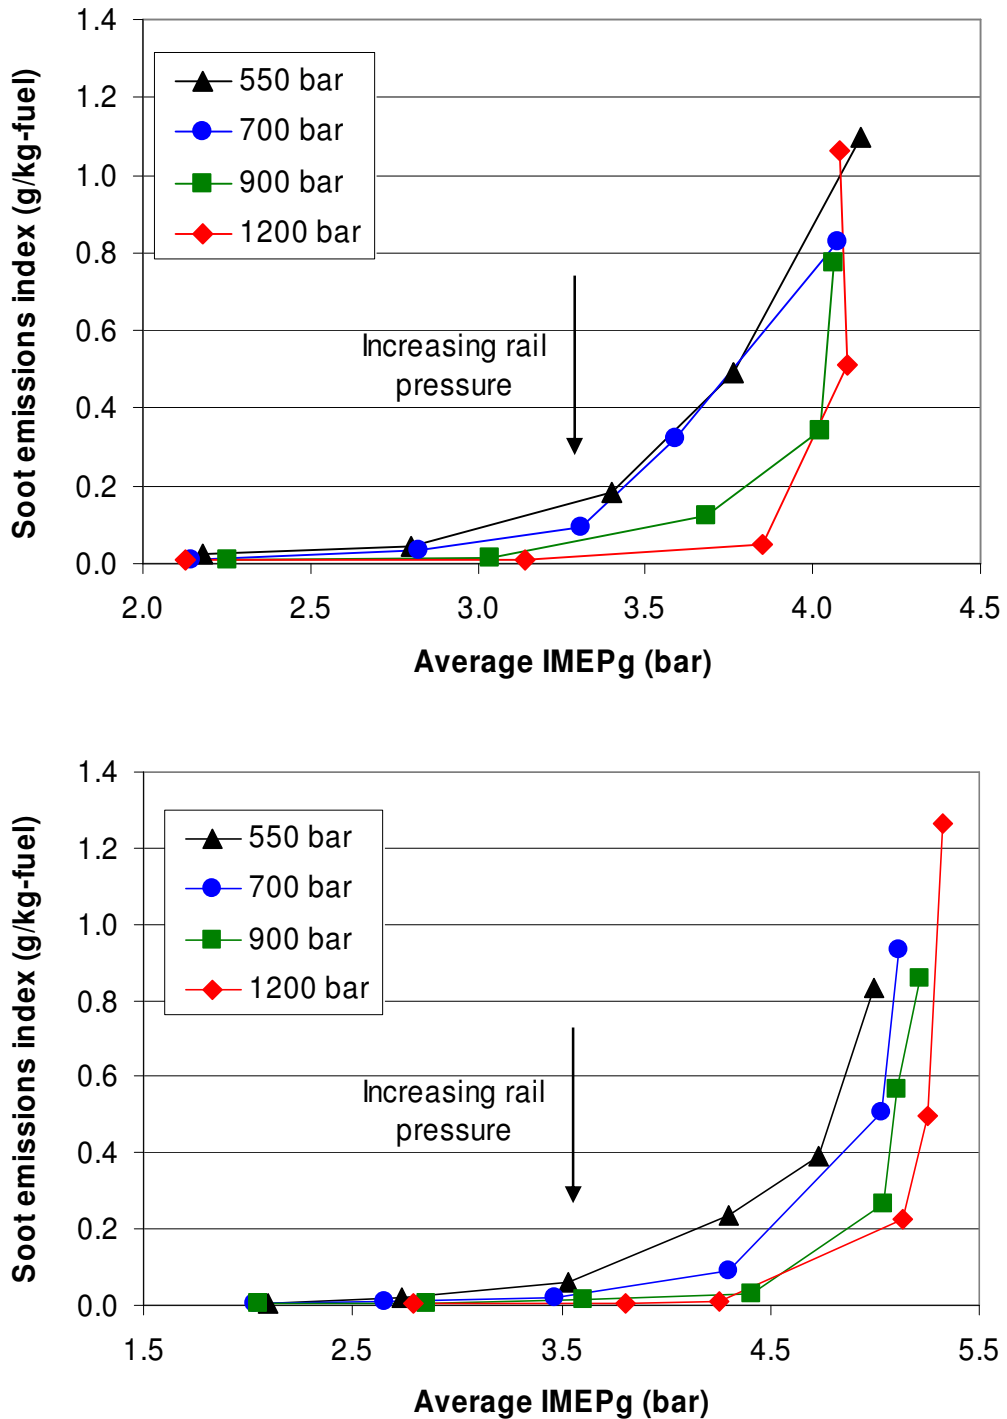 1.4
1.2
1.0
0.8
0.6
0.4
0.2
0.0
Soot emissions index (g/kg-fuel)
550 bar
700 bar
900 bar
1200 bar
Increasing rail
pressure
2.0 2.5 3.0 3.5 4.0 4.5
Average IMEPg (bar)
1.4
1.2
1.0
0.8
0.6
0.4
0.2
0.0
Soot emissions index (g/kg-fuel)
550 bar
700 bar
900 bar
1200 bar
Increasing rail
pressure
1.5 2.5 3.5 4.5 5.5
Average IMEPg (bar)